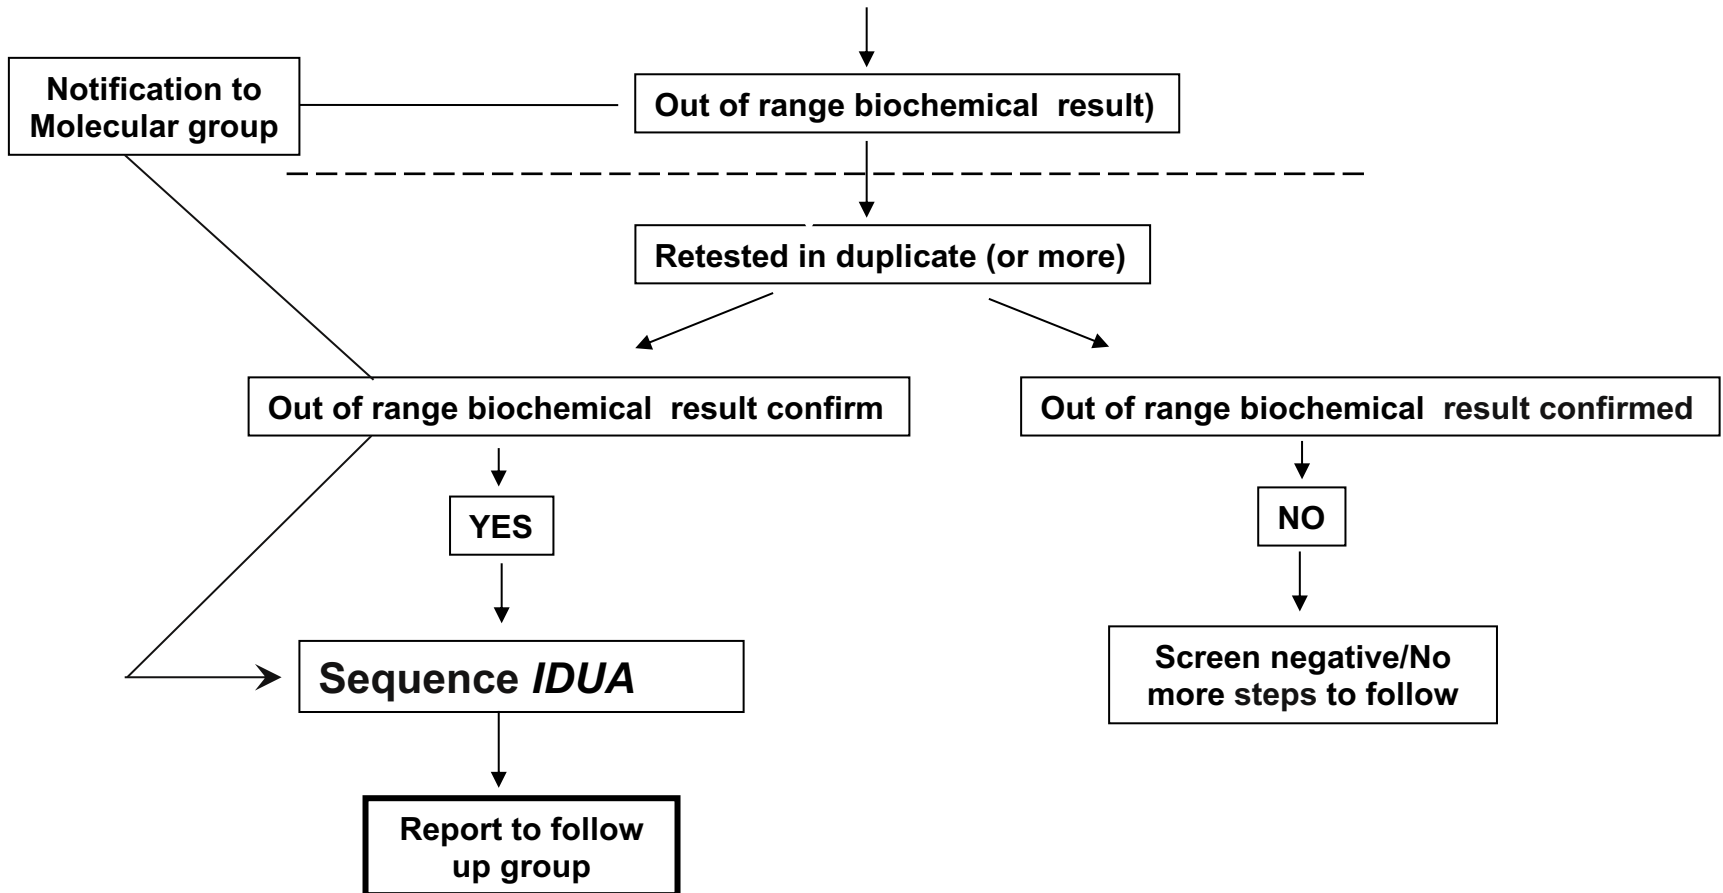 Notification to
Molecular group
Out of range biochemical result)
Retested in duplicate (or more)
Out of range biochemical result confirm
Out of range biochemical result confirmed
YES
NO
Sequence IDUA
Screen negative/No
more steps to follow
Report to follow
up group